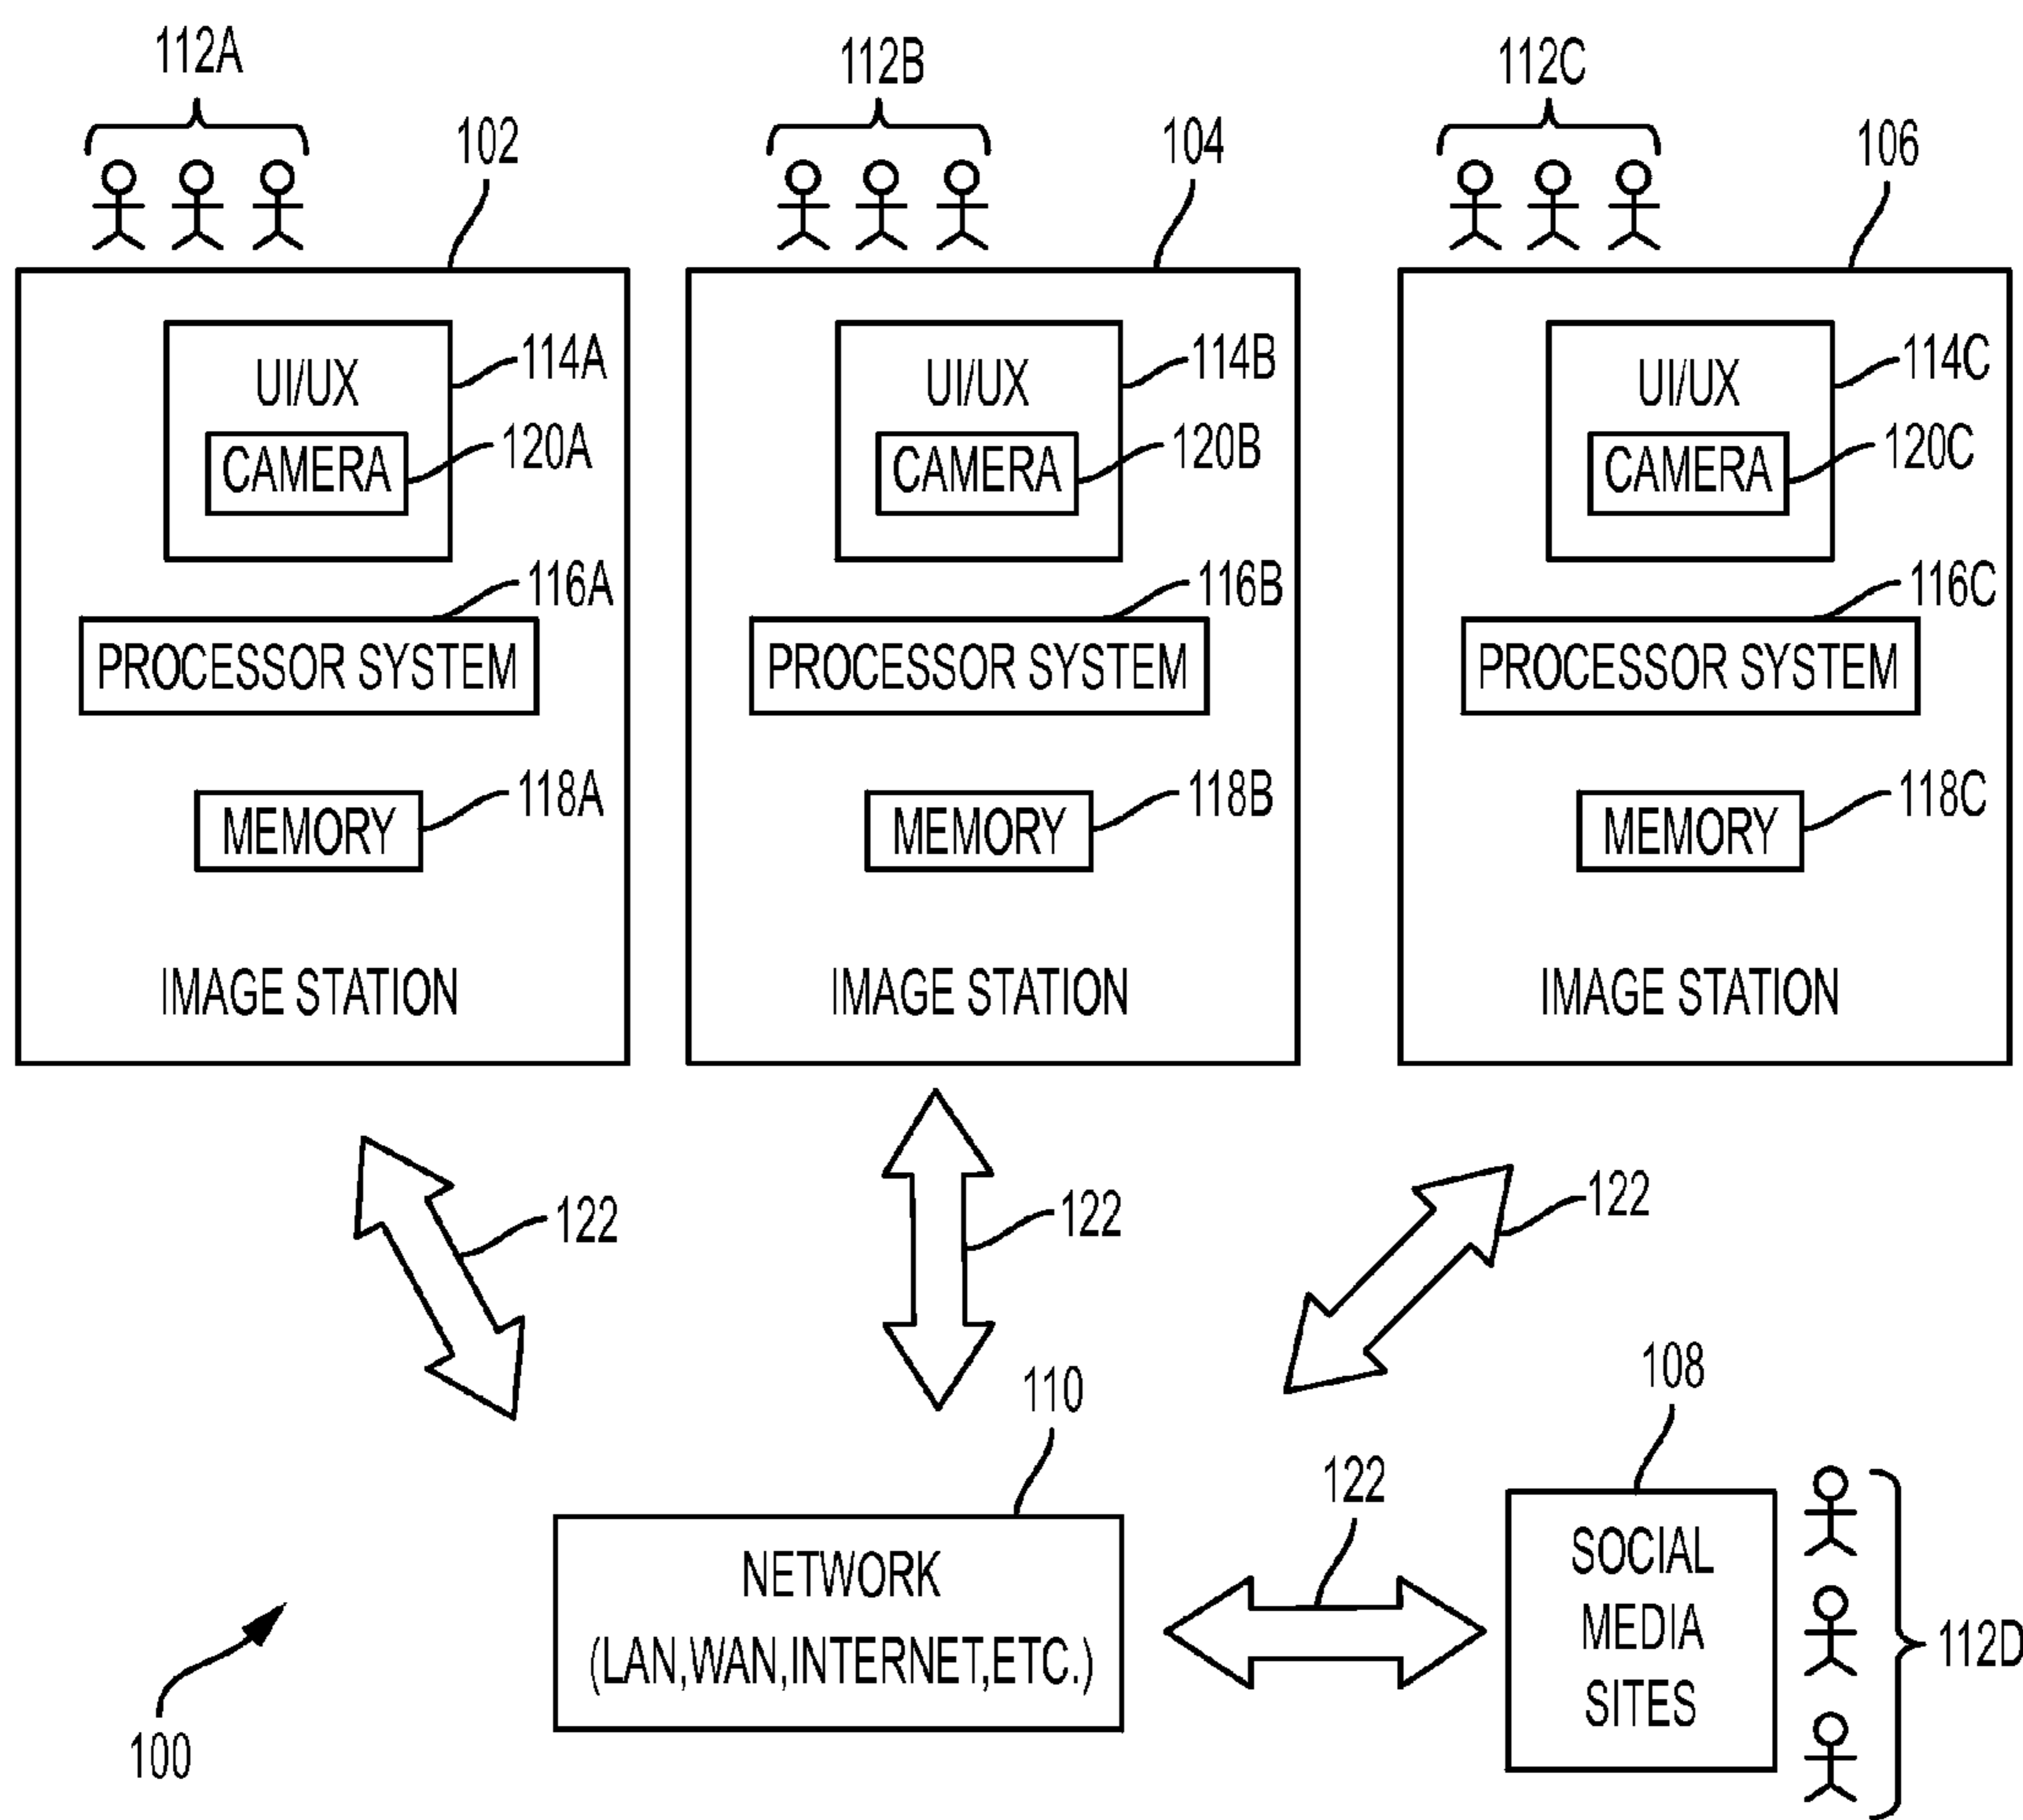 112A
112B
112C
102
104
106
UI/UX
114A
CAMERA
120A
116A
PROCESSOR SYSTEM
118A
MEMORY
IMAGE STATION
UI/UX
114B
CAMERA
120B
116B
PROCESSOR SYSTEM
118B
MEMORY
IMAGE STATION
UI/UX
114C
CAMERA
120C
116C
PROCESSOR SYSTEM
118C
MEMORY
IMAGE STATION
122
122
122
110
108
122
NETWORK
(LAN,WAN,INTERNET,ETC.)
SOCIAL
MEDIA
SITES
112D
100